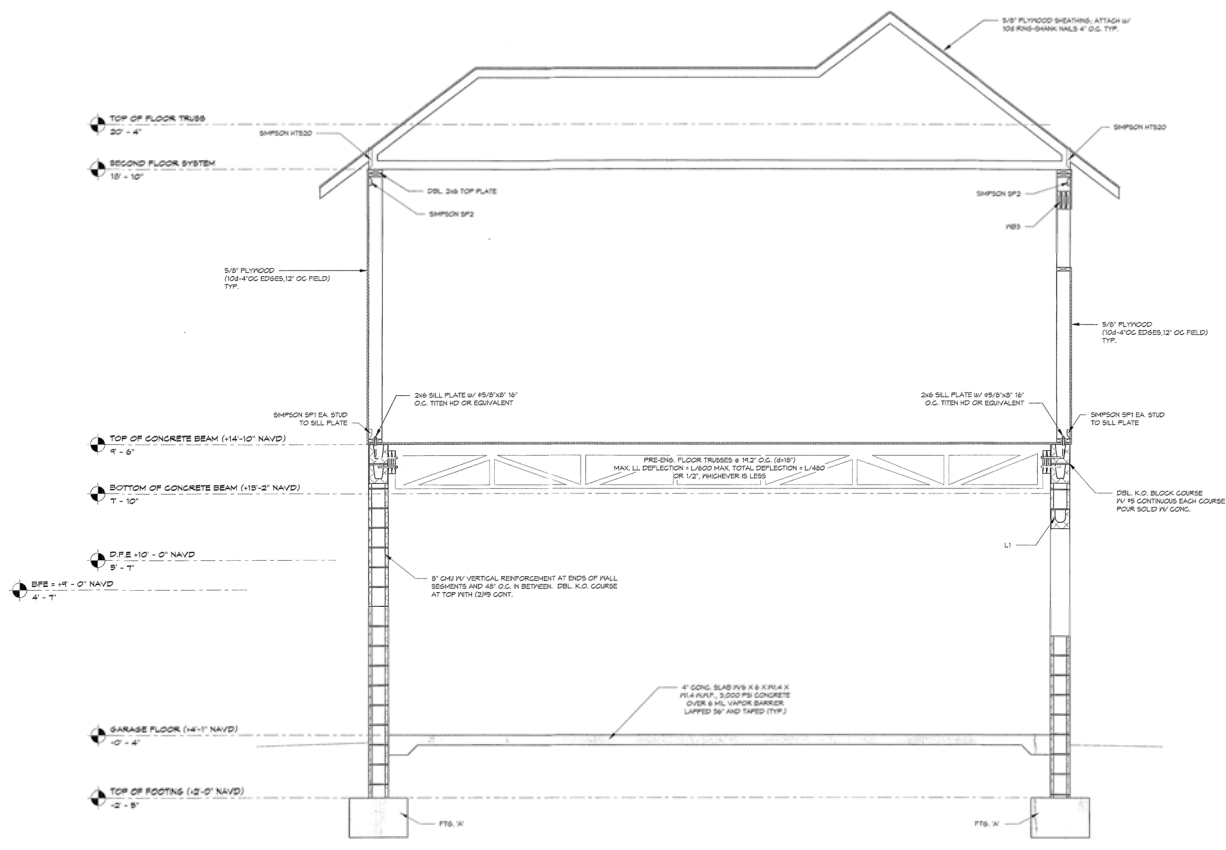 5/8" PLYWOOD SHEATHING; ATTACH W/
10d RING-SHANK NAILS 4" O.C. TYP.
TOP OF FLOOR TRUSS
20' - 4"
SIMPSON HTS20
SIMPSON HTS20
SECOND FLOOR SYSTEM
18' - 10"
DBL. 2x6 TOP PLATE
SIMPSON SP2
SIMPSON SP2
WB3
5/8" PLYWOOD
(10d-4"OC EDGES,12" OC FIELD)
TYP.
5/8" PLYWOOD
(10d-4"OC EDGES,12" OC FIELD)
TYP.
2x6 SILL PLATE W/ ø5/8"x8" 16"
O.C. TITEN HD OR EQUIVALENT
2x6 SILL PLATE W/ ø5/8"x8" 16"
O.C. TITEN HD OR EQUIVALENT
SIMPSON SP1 EA. STUD
TO SILL PLATE
SIMPSON SP1 EA. STUD
TO SILL PLATE
TOP OF CONCRETE BEAM (+14'-10" NAVD)
9' - 6"
PRE-ENG. FLOOR TRUSSES @ 19.2" O.C. (d=18")
MAX. LL DEFLECTION = L/600 MAX. TOTAL DEFLECTION = L/480
OR 1/2", WHICHEVER IS LESS
BOTTOM OF CONCRETE BEAM (+13'-2" NAVD)
7' - 10"
DBL. K.O. BLOCK COURSE
W/ #5 CONTINUOUS EACH COURSE
POUR SOLID W/ CONC.
L1
D.F.E +10' - 0" NAVD
5' - 7"
BFE = +9' - 0" NAVD
4' - 7"
8" CMU W/ VERTICAL REINFORCEMENT AT ENDS OF WALL
SEGMENTS AND 48" O.C. IN BETWEEN. DBL. K.O. COURSE
AT TOP WITH (2)#5 CONT.
4" CONC. SLAB W/6 X 6 X W1.4 X
W1.4 W.W.F., 3,000 PSI CONCRETE
OVER 6 MIL VAPOR BARRIER
LAPPED 36" AND TAPED (TYP.)
GARAGE FLOOR (+4'-1" NAVD)
-0' - 4"
TOP OF FOOTING (+2'-0" NAVD)
-2' - 5"
FTG. 'A'
FTG. 'A'